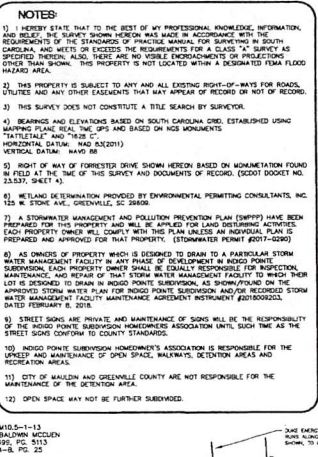 NOTES:
1) I HEREBY STATE THAT TO THE BEST OF MY PROFESSIONAL KNOWLEDGE, INFORMATION,
AND BELIEF, THE SURVEY SHOWN HEREON WAS MADE IN ACCORDANCE WITH THE
REQUIREMENTS OF THE STANDARDS OF PRACTICE MANUAL FOR SURVEYING IN SOUTH
CAROLINA, AND MEETS OR EXCEEDS THE REQUIREMENTS FOR A CLASS "A" SURVEY AS
SPECIFIED THEREIN; ALSO, THERE ARE NO VISIBLE ENCROACHMENTS OR PROJECTIONS
OTHER THAN SHOWN. THIS PROPERTY IS NOT LOCATED WITHIN A DESIGNATED FEMA FLOOD
HAZARD AREA.
2) THIS PROPERTY IS SUBJECT TO ANY AND ALL EXISTING RIGHT-OF-WAYS FOR ROADS,
UTILITIES AND ANY OTHER EASEMENTS THAT MAY APPEAR OF RECORD OR NOT OF RECORD.
3) THIS SURVEY DOES NOT CONSTITUTE A TITLE SEARCH BY SURVEYOR.
4) BEARINGS AND ELEVATIONS BASED ON SOUTH CAROLINA GRID, ESTABLISHED USING
MAPPING PLANE REAL TIME GPS AND BASED ON NGS MONUMENTS
"TATTLETALE" AND "1628 C".
HORIZONTAL DATUM: NAD 83(2011)
VERTICAL DATUM: NAVD 88
5) RIGHT OF WAY OF FORRESTER DRIVE SHOWN HEREON BASED ON MONUMETATION FOUND
IN FIELD AT THE TIME OF THIS SURVEY AND DOCUMENTS OF RECORD. (SCDOT DOCKET NO.
23.537, SHEET 4).
6) WETLAND DETERMINATION PROVIDED BY ENVIRONMENTAL PERMITTING CONSULTANTS, INC.
125 W. STONE AVE., GREENVILLE, SC 29609.
7) A STORMWATER MANAGEMENT AND POLLUTION PREVENTION PLAN (SWPPP) HAVE BEEN
PREPARED FOR THIS PROPERTY AND WILL BE APPLIED FOR LAND DISTURBING ACTIVITIES.
EACH PROPERTY OWNER WILL COMPLY WITH THIS PLAN UNLESS AN INDIVIDUAL PLAN IS
PREPARED AND APPROVED FOR THAT PROPERTY. (STORMWATER PERMIT #2017-0290)
8) AS OWNERS OF PROPERTY WHICH IS DESIGNED TO DRAIN TO A PARTICULAR STORM
WATER MANAGEMENT FACILITY IN ANY PHASE OF DEVELOPMENT IN INDIGO POINTE
SUBDIVISION, EACH PROPERTY OWNER SHALL BE EQUALLY RESPONSIBLE FOR INSPECTION,
MAINTENANCE, AND REPAIR OF THAT STORM WATER MANAGEMENT FACILITY TO WHICH THEIR
LOT IS DESIGNED TO DRAIN IN INDIGO POINTE SUBDIVISION, AS SHOWN/FOUND ON THE
APPROVED STORM WATER PLAN FOR INDIGO POINTE SUBDIVISION AND/OR RECORDED STORM
WATER MANAGEMENT FACILITY MAINTENANCE AGREEMENT INSTRUMENT #2018009203,
DATED FEBRUARY 8, 2018.
9) STREET SIGNS ARE PRIVATE AND MAINTENANCE OF SIGNS WILL BE THE RESPONSIBILITY
OF THE INDIGO POINTE SUBDIVISION HOMEOWNERS ASSOCIATION UNTIL SUCH TIME AS THE
STREET SIGNS CONFORM TO COUNTY STANDARDS.
10) INDIGO POINTE SUBDIVISION HOMEOWNER'S ASSOCIATION IS RESPONSIBLE FOR THE
UPKEEP AND MAINTENANCE OF OPEN SPACE, WALKWAYS, DETENTION AREAS AND
RECREATION AREAS.
11) CITY OF MAULDIN AND GREENVILLE COUNTY ARE NOT RESPONSIBLE FOR THE
MAINTENANCE OF THE DETENTION AREA.
12) OPEN SPACE MAY NOT BE FURTHER SUBDIVIDED.
M10.5-1-13
BALDWIN MCCUEN
499, PG. 5113
A-B, PG. 25
DUKE ENERG
RUNS ALONG
SHOWN, TO